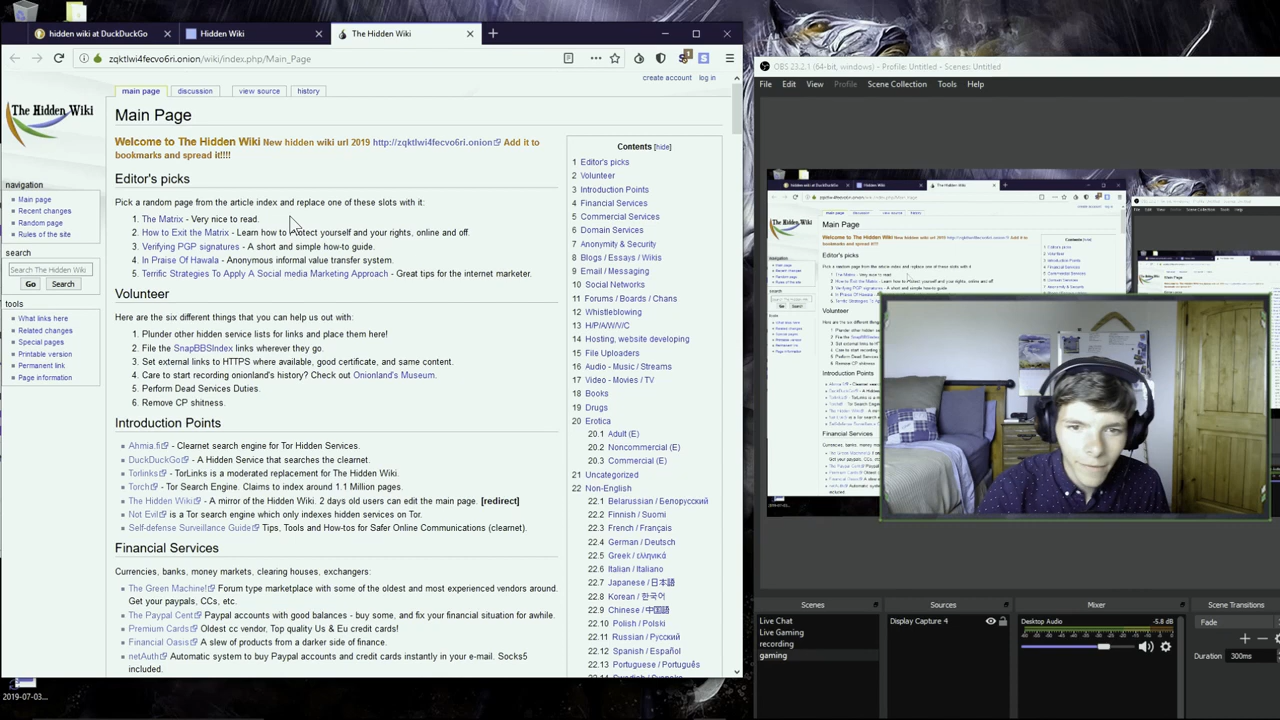 hidden wiki at DuckDuckGo
Hidden Wiki
The Hidden Wiki
zqktlwi4fecvo6ri.onion/wiki/index.php/Main_Page
create account log in
main page
discussion
view source
history
The Hidden Wiki
Main Page
Welcome to The Hidden Wiki New hidden wiki url 2019 http://zqktlwi4fecvo6ri.onion Add it to
bookmarks and spread it!!!!
navigation
Main page
Recent changes
Random page
Rules of the site
search
Search The Hidden
Go Search
tools
What links here
Related changes
Special pages
Printable version
Permanent link
Page information
Editor's picks
Pick a random page from the article index and replace one of these slots with it:
1. The Matrix - Very nice to read.
2. How to Exit the Matrix - Learn how to Protect yourself and your rights, online and off.
3. Verifying PGP signatures - A short and simple how-to guide.
4. In Praise Of Hawala - Anonymous informal value transfer system.
5. Terrific Strategies To Apply A Social media Marketing Approach - Great tips for the internet marketer.
Volunteer
Here are the six different things that you can help us out with:
1. Plunder other hidden service lists for links and place them here!
2. File the SnapBBSIndex links wherever they go.
3. Set external links to HTTPS where available, good certificate, and same content.
4. Care to start recording onionland's history? Check out Onionland's Museum.
5. Perform Dead Services Duties.
6. Remove CP shitness.
Introduction Points
Ahmia.fi - Clearnet search engine for Tor Hidden Services.
DuckDuckGo - A Hidden Service that searches the clearnet.
Torlinks - TorLinks is a moderated replacement for The Hidden Wiki.
Torch - Tor Search Engine. Claims to index around 1.1 Million pages.
The Hidden Wiki - A mirror of the Hidden Wiki. 2 days old users can edit the main page. [redirect]
Not Evil is a Tor search engine which only indexes hidden services on Tor.
Self-defense Surveillance Guide Tips, Tools and How-tos for Safer Online Communications (clearnet).
Financial Services
Currencies, banks, money markets, clearing houses, exchangers:
The Green Machine! Forum type marketplace with some of the oldest and most experienced vendors around.
Get your paypals, CCs, etc.
The Paypal Cent Paypal accounts with good balances - buy some, and fix your financial situation for awhile.
Premium Cards Oldest cc vendor, Top quality Us & Eu credit cards!
Financial Oasis A slew of products from a darker side of finance.
netAuth Automatic system to buy Paypal accounts and credit cards instantly in your e-mail. Socks5
included.
Contents [hide]
1 Editor's picks
2 Volunteer
3 Introduction Points
4 Financial Services
5 Commercial Services
6 Domain Services
7 Anonymity & Security
8 Blogs / Essays / Wikis
9 Email / Messaging
10 Social Networks
11 Forums / Boards / Chans
12 Whistleblowing
13 H/P/A/W/V/C
14 Hosting, website developing
15 File Uploaders
16 Audio - Music / Streams
17 Video - Movies / TV
18 Books
19 Drugs
20 Erotica
20.1 Adult (E)
20.2 Noncommercial (E)
20.3 Commercial (E)
21 Uncategorized
22 Non-English
22.1 Belarussian / Белорусский
22.2 Finnish / Suomi
22.3 French / Français
22.4 German / Deutsch
22.5 Greek / ελληνικά
22.6 Italian / Italiano
22.7 Japanese / 日本語
22.8 Korean / 한국어
22.9 Chinese / 中国語
22.10 Polish / Polski
22.11 Russian / Русский
22.12 Spanish / Español
22.13 Portuguese / Português
2019-07-03...
OBS 23.2.1 (64-bit, windows) - Profile: Untitled - Scenes: Untitled
File Edit View Profile Scene Collection Tools Help
Scenes
Live Chat
Live Gaming
recording
gaming
Sources
Display Capture 4
Mixer
Desktop Audio -5.8 dB
Scene Transitions
Fade
Duration 300ms